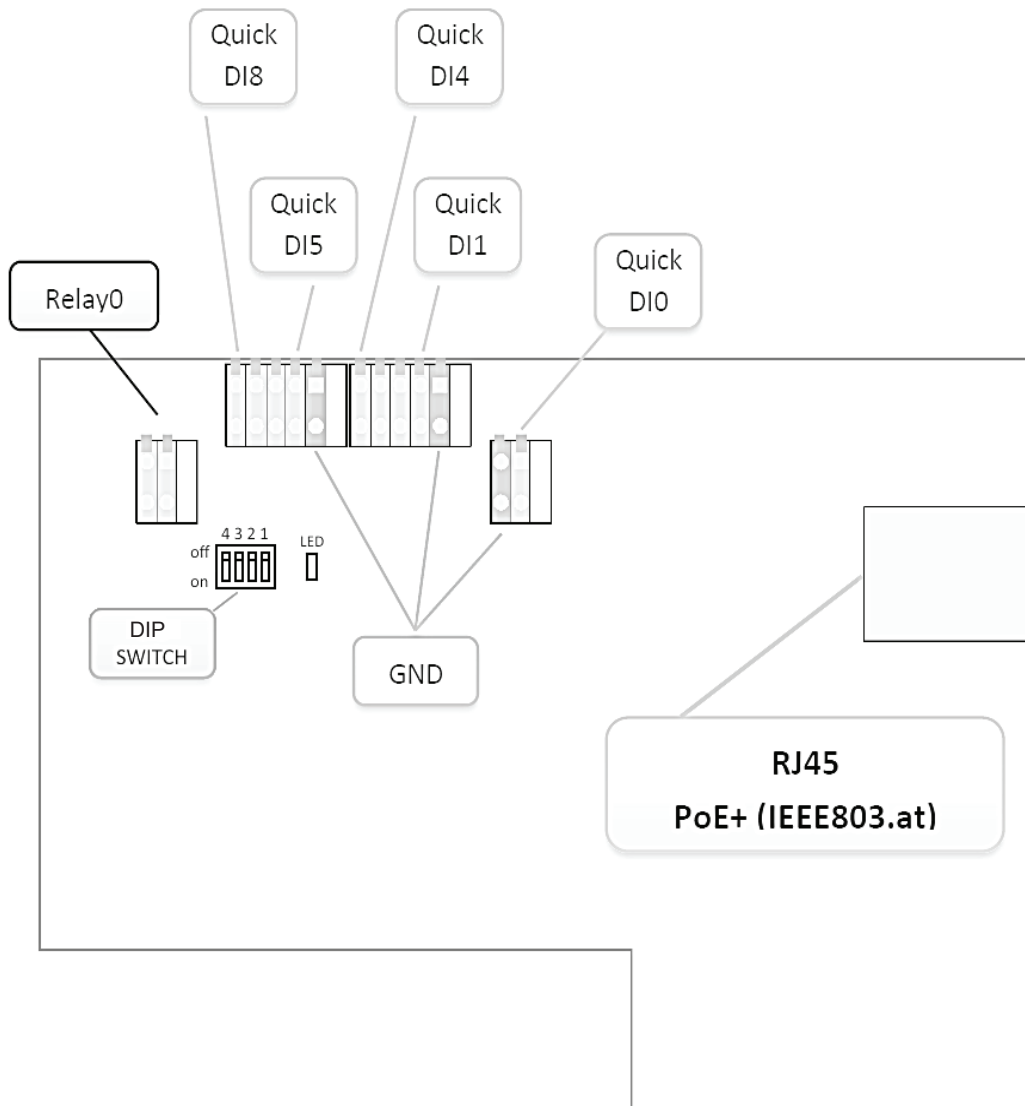 Quick
DI8
Quick
DI4
Quick
DI5
Quick
DI1
Quick
DI0
Relay0
4 3 2 1
off
on
LED
DIP
SWITCH
GND
RJ45
PoE+ (IEEE803.at)